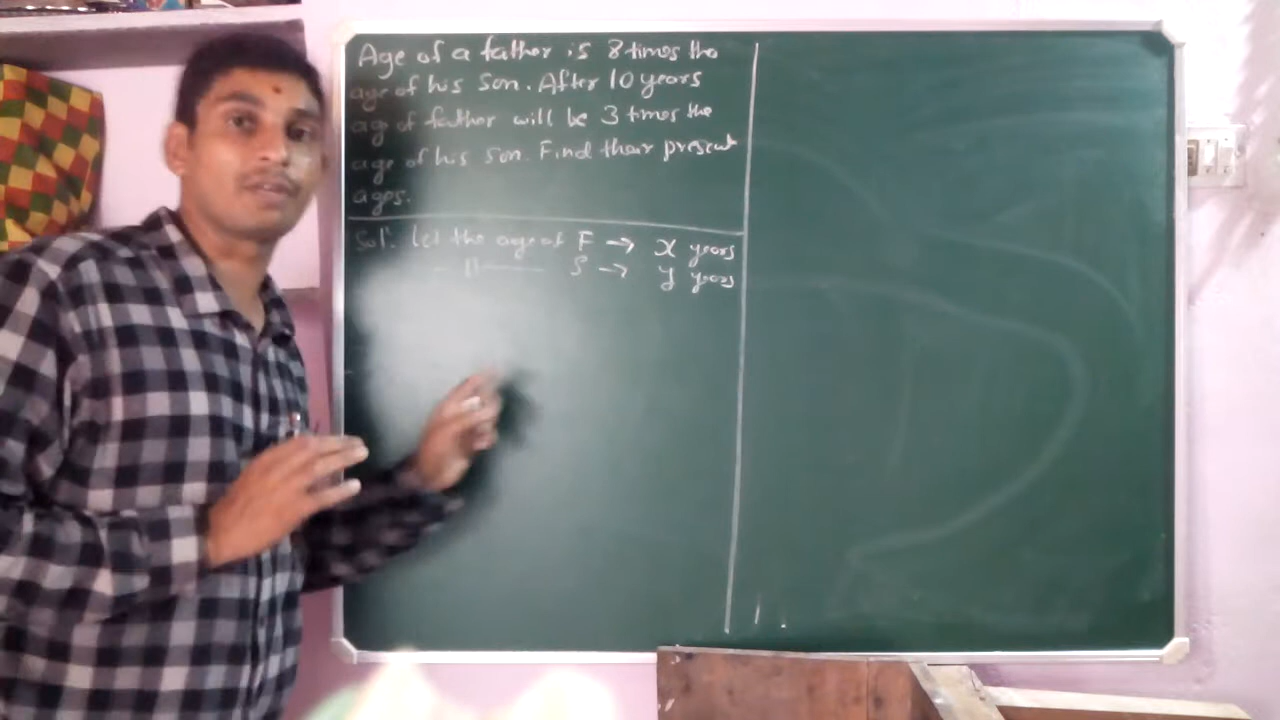 Age of a father is 8 times the
age of his son. After 10 years
age of father will be 3 times the
age of his son. Find their present
ages.
Sol: let the age of F → x years
— 11 — S → y years